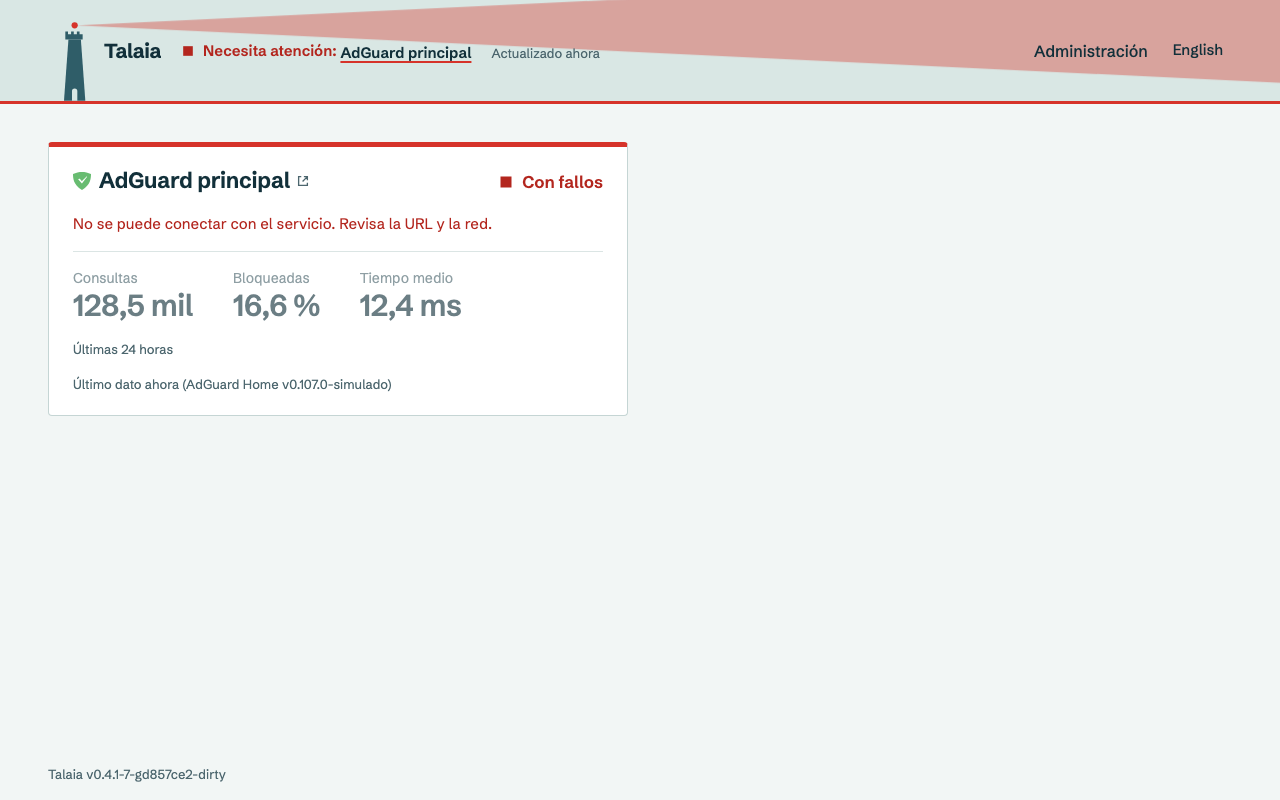 Talaia Necesita atención: AdGuard principal Actualizado ahora Administración English
AdGuard principal Con fallos
No se puede conectar con el servicio. Revisa la URL y la red.
Consultas Bloqueadas Tiempo medio
128,5 mil 16,6 % 12,4 ms
Últimas 24 horas
Último dato ahora (AdGuard Home v0.107.0-simulado)
Talaia v0.4.1-7-gd857ce2-dirty